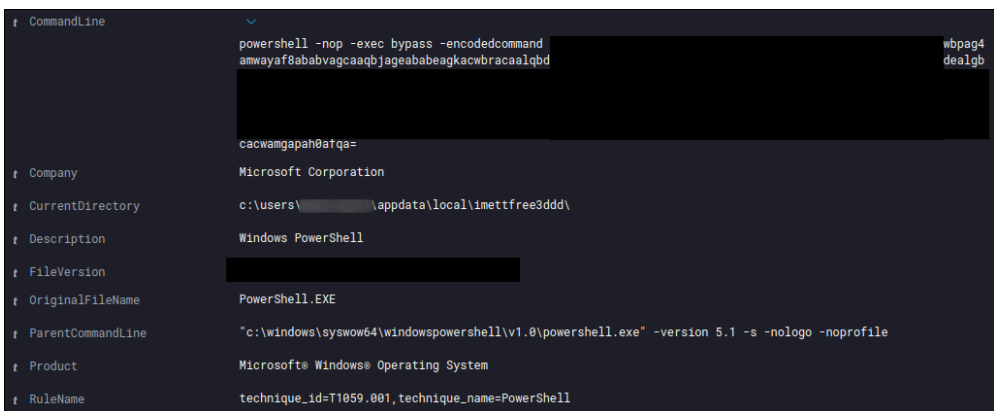 t CommandLine
powershell -nop -exec bypass -encodedcommand wbpag4
amwayaf8ababvagcaaqbjageababeagkacwbracaalqbd dealgb
cacwamgapah0afqa=
t Company Microsoft Corporation
t CurrentDirectory c:\users\ \appdata\local\imettfree3ddd\
t Description Windows PowerShell
t FileVersion
t OriginalFileName PowerShell.EXE
t ParentCommandLine "c:\windows\syswow64\windowspowershell\v1.0\powershell.exe" -version 5.1 -s -nologo -noprofile
t Product Microsoft® Windows® Operating System
t RuleName technique_id=T1059.001,technique_name=PowerShell